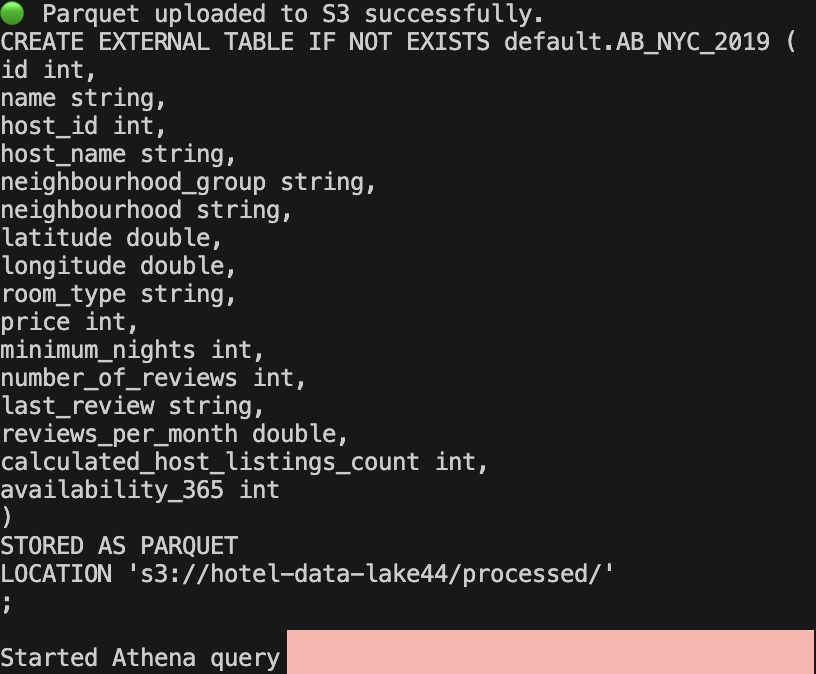 Parquet uploaded to S3 successfully.
CREATE EXTERNAL TABLE IF NOT EXISTS default.AB_NYC_2019 (
id int,
name string,
host_id int,
host_name string,
neighbourhood_group string,
neighbourhood string,
latitude double,
longitude double,
room_type string,
price int,
minimum_nights int,
number_of_reviews int,
last_review string,
reviews_per_month double,
calculated_host_listings_count int,
availability_365 int
)
STORED AS PARQUET
LOCATION 's3://hotel-data-lake44/processed/'
;
Started Athena query